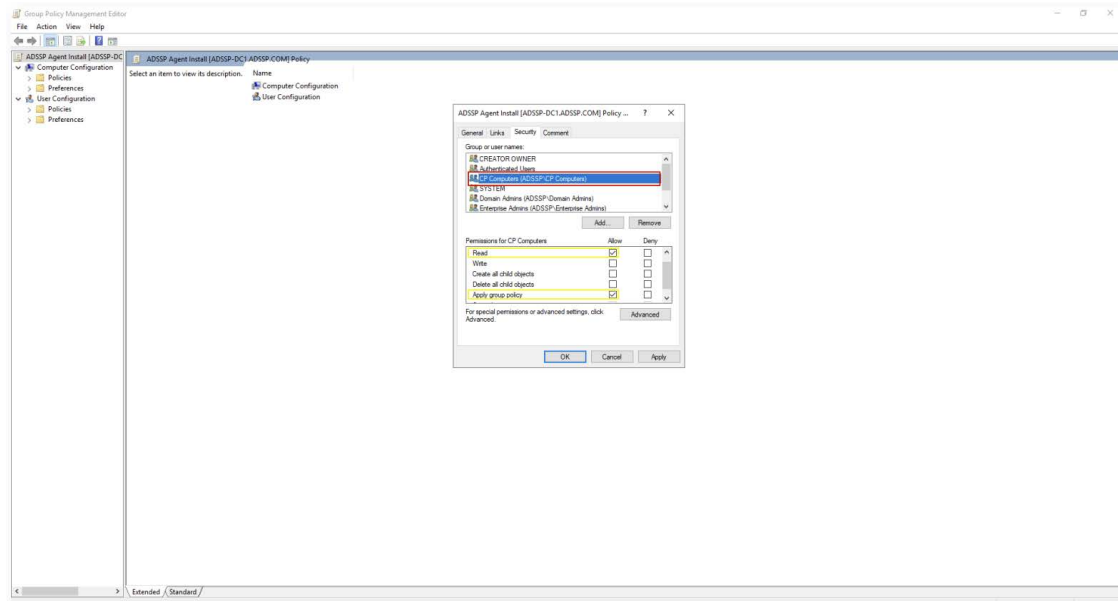 Group Policy Management Editor
File Action View Help
ADSSP Agent Install [ADSSP-DC
Computer Configuration
Policies
Preferences
User Configuration
Policies
Preferences
ADSSP Agent Install [ADSSP-DC1.ADSSP.COM] Policy
Select an item to view its description.
Name
Computer Configuration
User Configuration
ADSSP Agent Install [ADSSP-DC1.ADSSP.COM] Policy ... ? ×
General Links Security Comment
Group or user names:
CREATOR OWNER
Authenticated Users
CP Computers (ADSSP\CP Computers)
SYSTEM
Domain Admins (ADSSP\Domain Admins)
Enterprise Admins (ADSSP\Enterprise Admins)
Add... Remove
Permissions for CP Computers Allow Deny
Read
Write
Create all child objects
Delete all child objects
Apply group policy
For special permissions or advanced settings, click
Advanced.
Advanced
OK Cancel Apply
Extended Standard